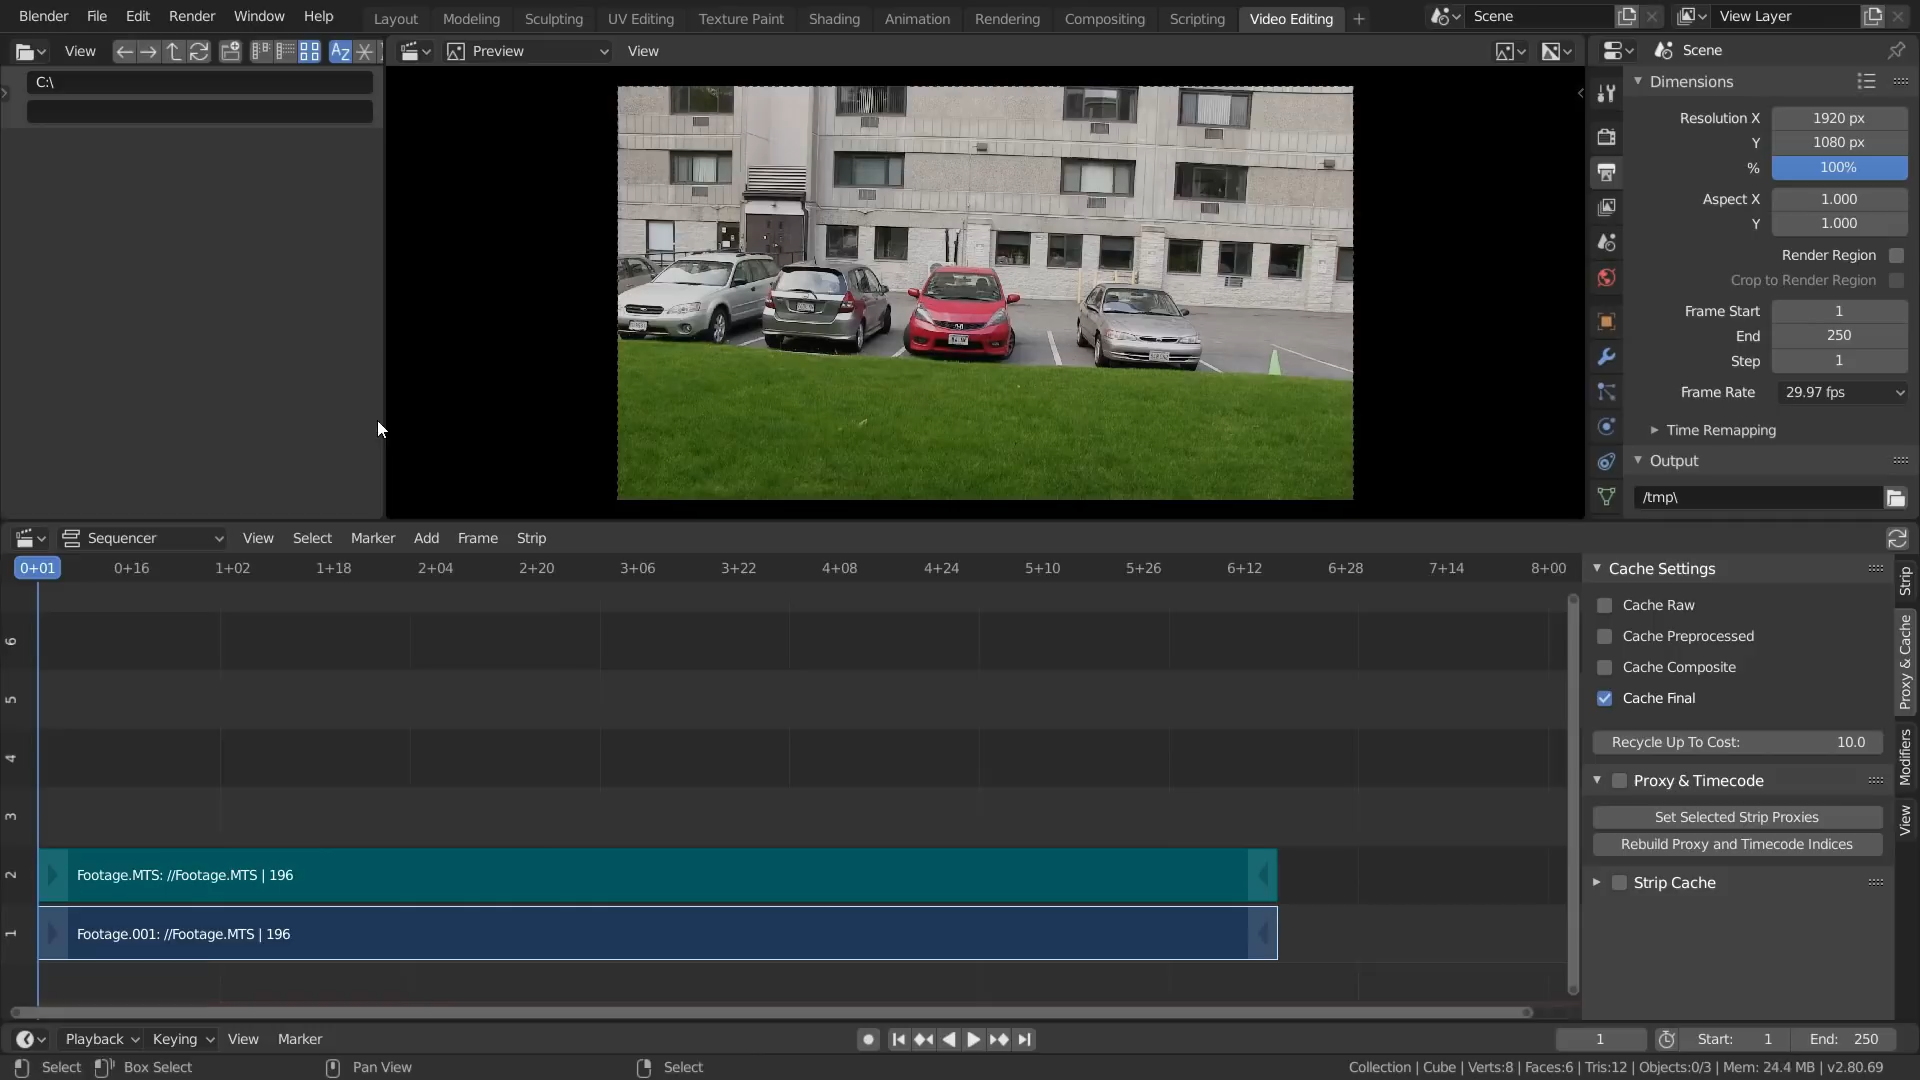 Blender File Edit Render Window Help Layout Modeling Sculpting UV Editing Texture Paint Shading Animation Rendering Compositing Scripting Video Editing + Scene View Layer
View Preview View Scene
C:\
Dimensions
Resolution X 1920 px
Y 1080 px
% 100%
Aspect X 1.000
Y 1.000
Render Region
Crop to Render Region
Frame Start 1
End 250
Step 1
Frame Rate 29.97 fps
Time Remapping
Output
/tmp\
Sequencer View Select Marker Add Frame Strip
0+01 0+16 1+02 1+18 2+04 2+20 3+06 3+22 4+08 4+24 5+10 5+26 6+12 6+28 7+14 8+00
6
5
4
3
2
1
Footage.MTS: //Footage.MTS | 196
Footage.001: //Footage.MTS | 196
Cache Settings
Cache Raw
Cache Preprocessed
Cache Composite
Cache Final
Recycle Up To Cost: 10.0
Proxy & Timecode
Set Selected Strip Proxies
Rebuild Proxy and Timecode Indices
Strip Cache
Strip
Proxy & Cache
Modifiers
View
Playback Keying View Marker 1 Start: 1 End: 250
Select Box Select Pan View Select Collection | Cube | Verts:8 | Faces:6 | Tris:12 | Objects:0/3 | Mem: 24.4 MB | v2.80.69